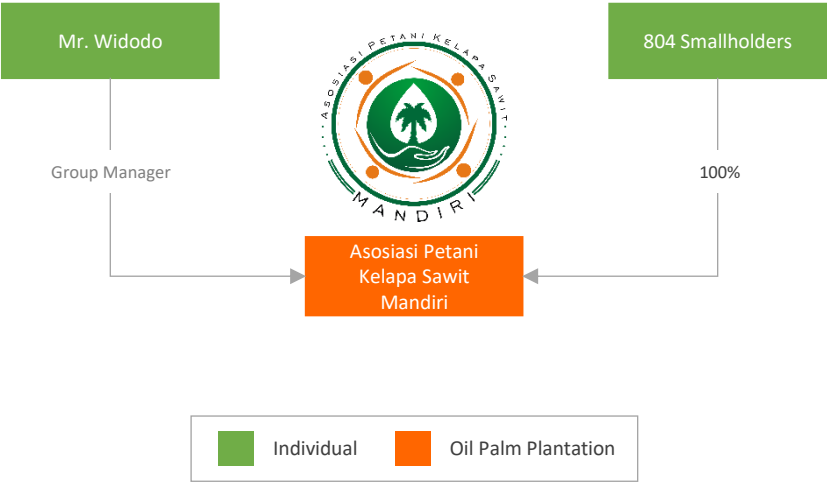 Mr. Widodo
804 Smallholders
ASOSIASI PETANI KELAPA SAWIT
MANDIRI
Group Manager
100%
Asosiasi Petani
Kelapa Sawit
Mandiri
Individual
Oil Palm Plantation